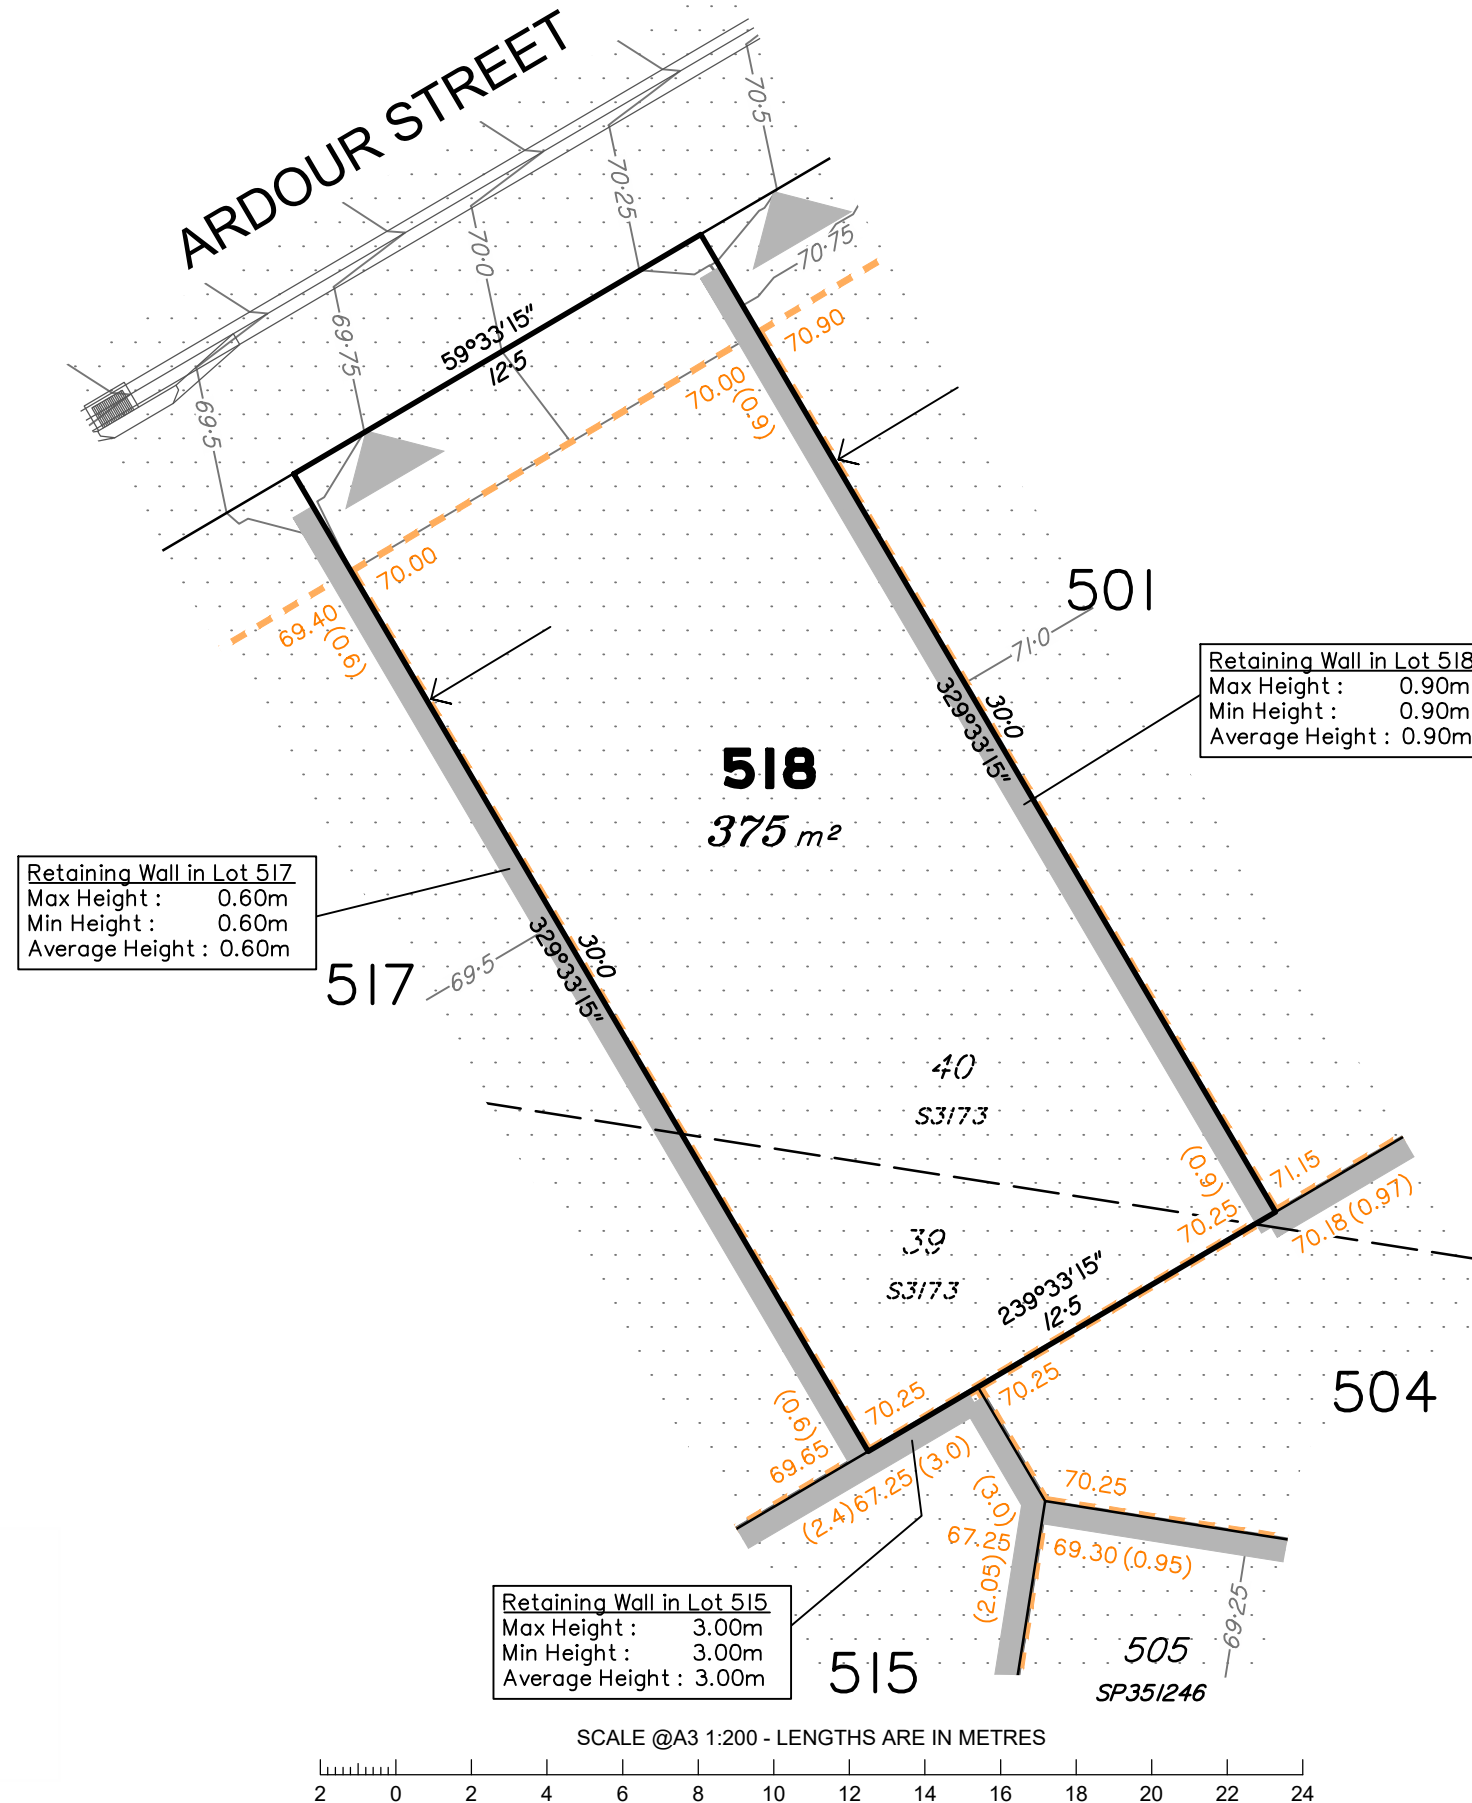 ARDOUR STREET
70·5
70·25
70·0
69·75
69·5
70·75
59°33'15"
12·5
70.90
70.00
(0.9)
70.00
69.40
(0.6)
501
71·0
Retaining Wall in Lot 518
Max Height : 0.90m
Min Height : 0.90m
Average Height : 0.90m
30·0
329°33'15"
518
375 m²
Retaining Wall in Lot 517
Max Height : 0.60m
Min Height : 0.60m
Average Height : 0.60m
517
69·5
30·0
329°33'15"
40
S3173
39
S3173
(0.9)
70.25
71.15
70.18 (0.97)
239°33'15"
12·5
504
70.25
70.25
(0.6)
69.65
(2.4) 67.25 (3.0)
(3.0)
67.25
(2.05)
70.25
69.30 (0.95)
69·25
Retaining Wall in Lot 515
Max Height : 3.00m
Min Height : 3.00m
Average Height : 3.00m
515
505
SP351246
SCALE @A3 1:200 - LENGTHS ARE IN METRES
2 0 2 4 6 8 10 12 14 16 18 20 22 24